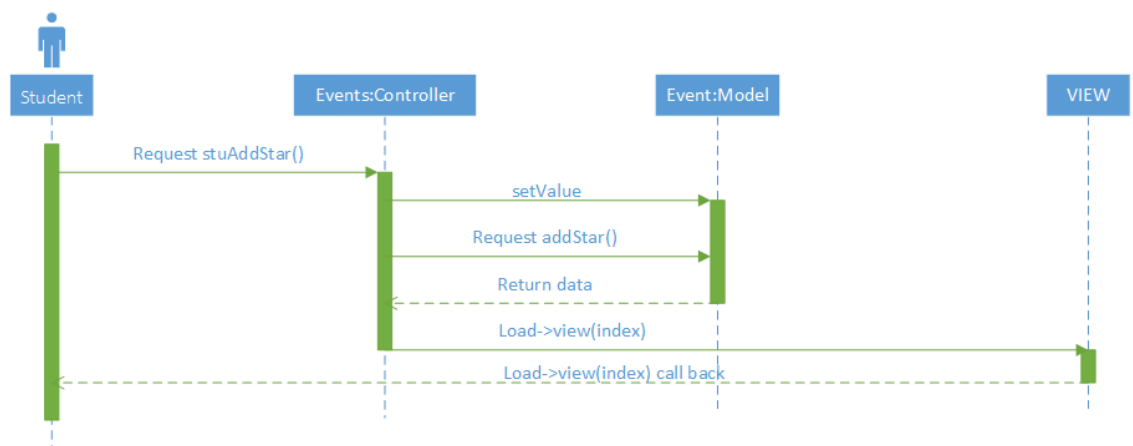 Student
Events:Controller
Event:Model
VIEW
Request stuAddStar()
setValue
Request addStar()
Return data
Load->view(index)
Load->view(index) call back